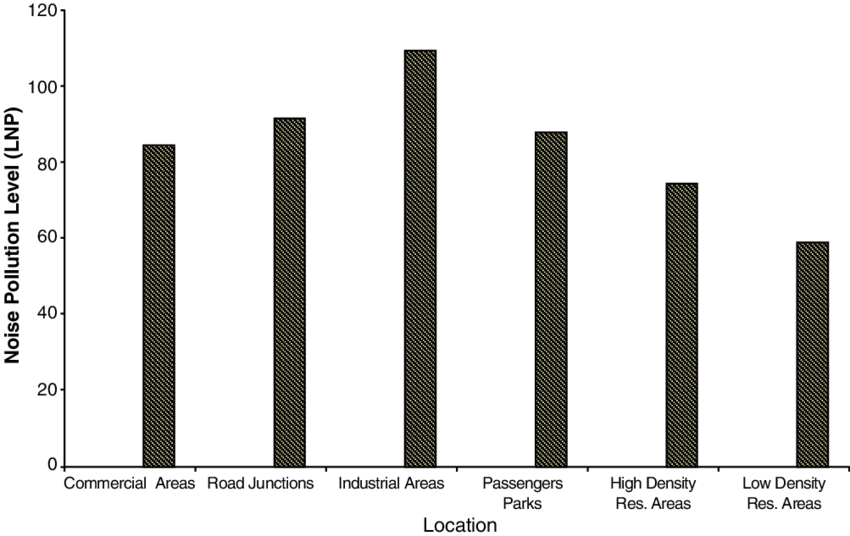 120
100
80
60
40
20
0
Noise Pollution Level (LNP)
Commercial Areas
Road Junctions
Industrial Areas
Passengers
Parks
High Density
Res. Areas
Low Density
Res. Areas
Location